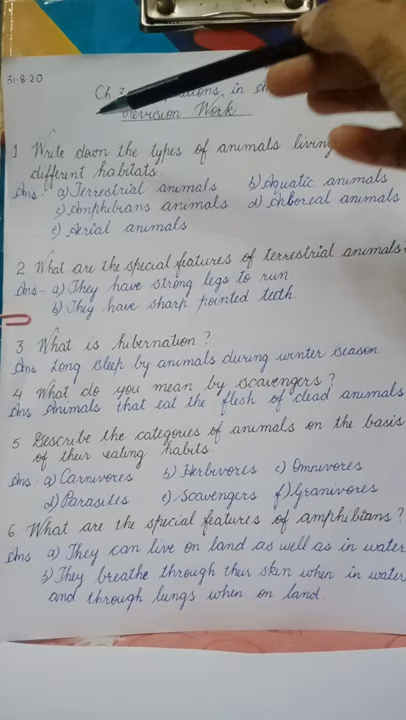 31-8-20
Ch in
Revision Work
1 Write down the types of animals living
different habitats
Ans - a) Terrestrial animals b) Aquatic animals
c) Amphibians animals d) Arboreal animals
e) Aerial animals
2 What are the special features of terrestrial animals
Ans - a) They have strong legs to run
b) They have sharp pointed teeth.
3 What is hibernation?
Ans - Long sleep by animals during winter season
4 What do you mean by scavengers?
Ans - Animals that eat the flesh of dead animals
5 Describe the categories of animals on the basis
of their eating habits.
Ans - a) Carnivores b) Herbivores c) Omnivores
d) Parasites e) Scavengers f) Granivores
6 What are the special features of amphibians?
Ans a) They can live on land as well as in water
b) They breathe through their skin when in water
and through lungs when on land.